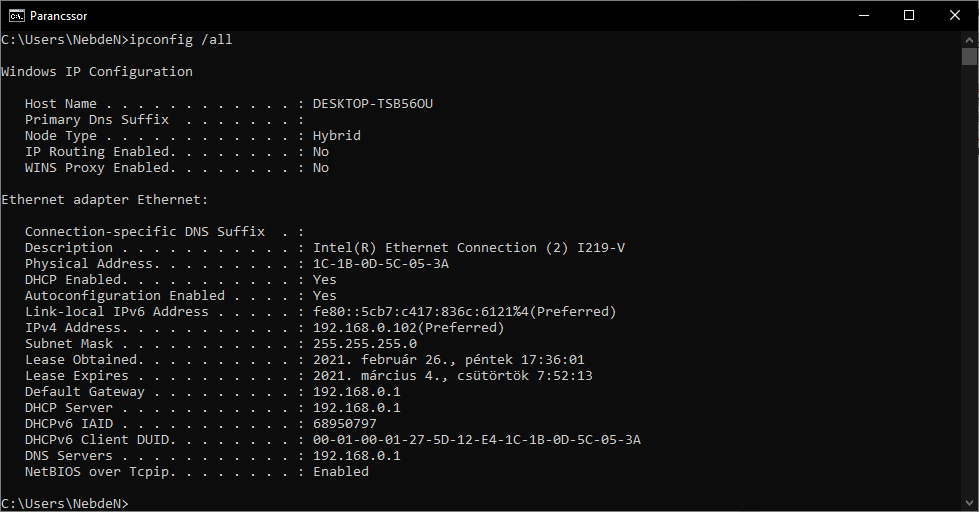 Parancssor
C:\Users\NebdeN>ipconfig /all
Windows IP Configuration
Host Name . . . . . . . . . . . . : DESKTOP-TSB56OU
Primary Dns Suffix  . . . . . . . :
Node Type . . . . . . . . . . . . : Hybrid
IP Routing Enabled. . . . . . . . : No
WINS Proxy Enabled. . . . . . . . : No
Ethernet adapter Ethernet:
Connection-specific DNS Suffix  . :
Description . . . . . . . . . . . : Intel(R) Ethernet Connection (2) I219-V
Physical Address. . . . . . . . . : 1C-1B-0D-5C-05-3A
DHCP Enabled. . . . . . . . . . . : Yes
Autoconfiguration Enabled . . . . : Yes
Link-local IPv6 Address . . . . . : fe80::5cb7:c417:836c:6121%4(Preferred)
IPv4 Address. . . . . . . . . . . : 192.168.0.102(Preferred)
Subnet Mask . . . . . . . . . . . : 255.255.255.0
Lease Obtained. . . . . . . . . . : 2021. február 26., péntek 17:36:01
Lease Expires . . . . . . . . . . : 2021. március 4., csütörtök 7:52:13
Default Gateway . . . . . . . . . : 192.168.0.1
DHCP Server . . . . . . . . . . . : 192.168.0.1
DHCPv6 IAID . . . . . . . . . . . : 68950797
DHCPv6 Client DUID. . . . . . . . : 00-01-00-01-27-5D-12-E4-1C-1B-0D-5C-05-3A
DNS Servers . . . . . . . . . . . : 192.168.0.1
NetBIOS over Tcpip. . . . . . . . : Enabled
C:\Users\NebdeN>